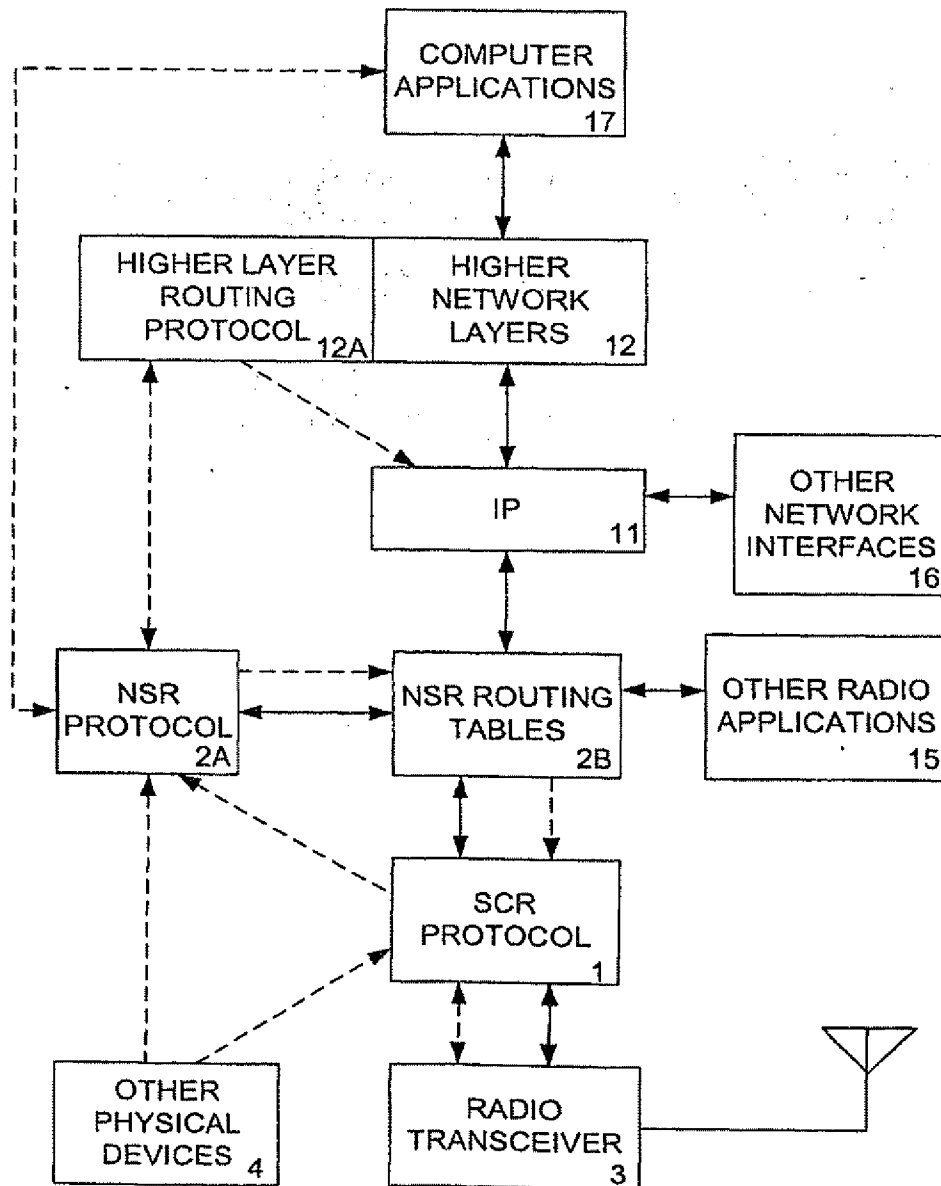 COMPUTER
APPLICATIONS
17
HIGHER LAYER
ROUTING
PROTOCOL
12A
HIGHER
NETWORK
LAYERS
12
IP
11
OTHER
NETWORK
INTERFACES
16
NSR
PROTOCOL
2A
NSR ROUTING
TABLES
2B
OTHER RADIO
APPLICATIONS
15
SCR
PROTOCOL
1
OTHER
PHYSICAL
DEVICES
4
RADIO
TRANSCEIVER
3